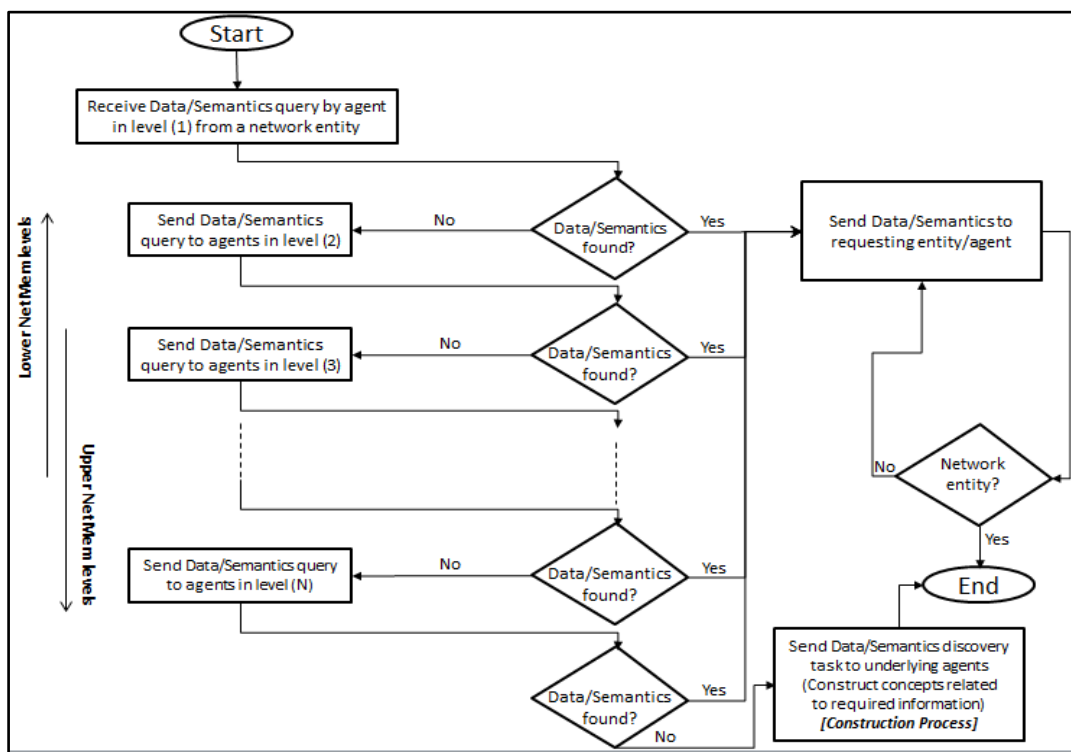 Start
Receive Data/Semantics query by agent
in level (1) from a network entity
Data/Semantics
found?
No
Yes
Send Data/Semantics
query to agents in level (2)
Send Data/Semantics to
requesting entity/agent
Data/Semantics
found?
No
Yes
Send Data/Semantics
query to agents in level (3)
Lower NetMem levels
Upper NetMem levels
Network
entity?
No
Yes
End
Data/Semantics
found?
No
Yes
Send Data/Semantics query
to agents in level (N)
Data/Semantics
found?
Yes
No
Send Data/Semantics discovery
task to underlying agents
(Construct concepts related
to required information)
[Construction Process]